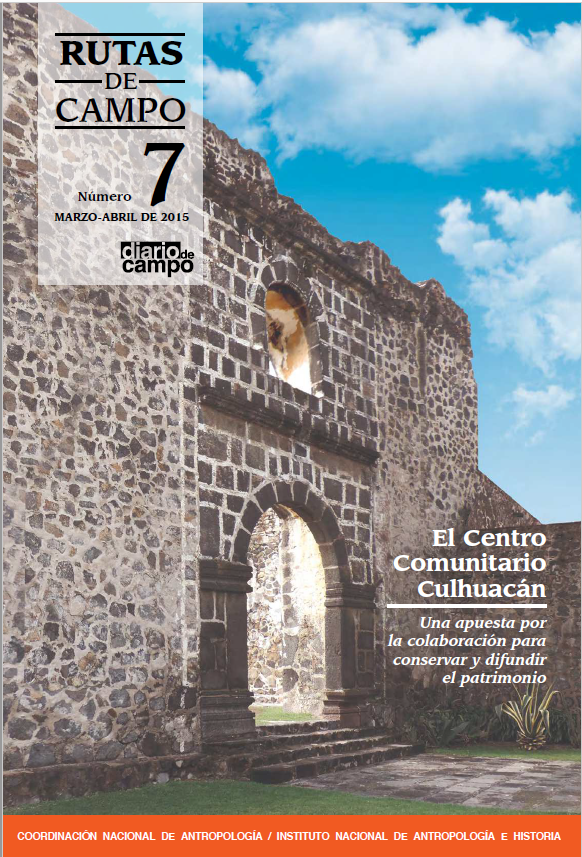 RUTAS
DE
CAMPO
Número 7
MARZO-ABRIL DE 2015
diario de
campo
El Centro
Comunitario
Culhuacán
Una apuesta por
la colaboración para
conservar y difundir
el patrimonio
COORDINACIÓN NACIONAL DE ANTROPOLOGÍA / INSTITUTO NACIONAL DE ANTROPOLOGÍA E HISTORIA